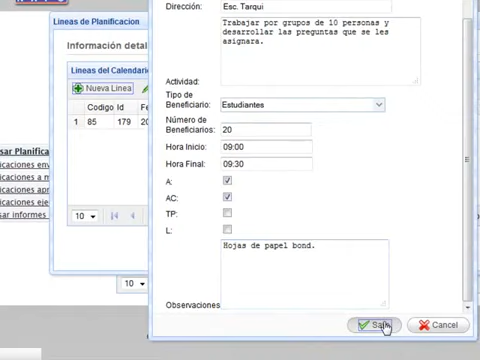 Lineas de Planificacion
Información detal
Lineas del Calendario
Nueva Linea
Codigo Id
1 85 179 20
10
10
Dirección: Esc. Tarqui
Trabajar por grupos de 10 personas y
desarrollar las preguntas que se les
asignara.
Actividad:
Tipo de
Beneficiario: Estudiantes
Número de
Beneficiarios: 20
Hora Inicio: 09:00
Hora Final: 09:30
A:
AC:
TP:
L:
Hojas de papel bond.
Observaciones
Cancel
sar Planifica
icaciones env
icaciones a m
icaciones apr
icaciones eje
sar informes